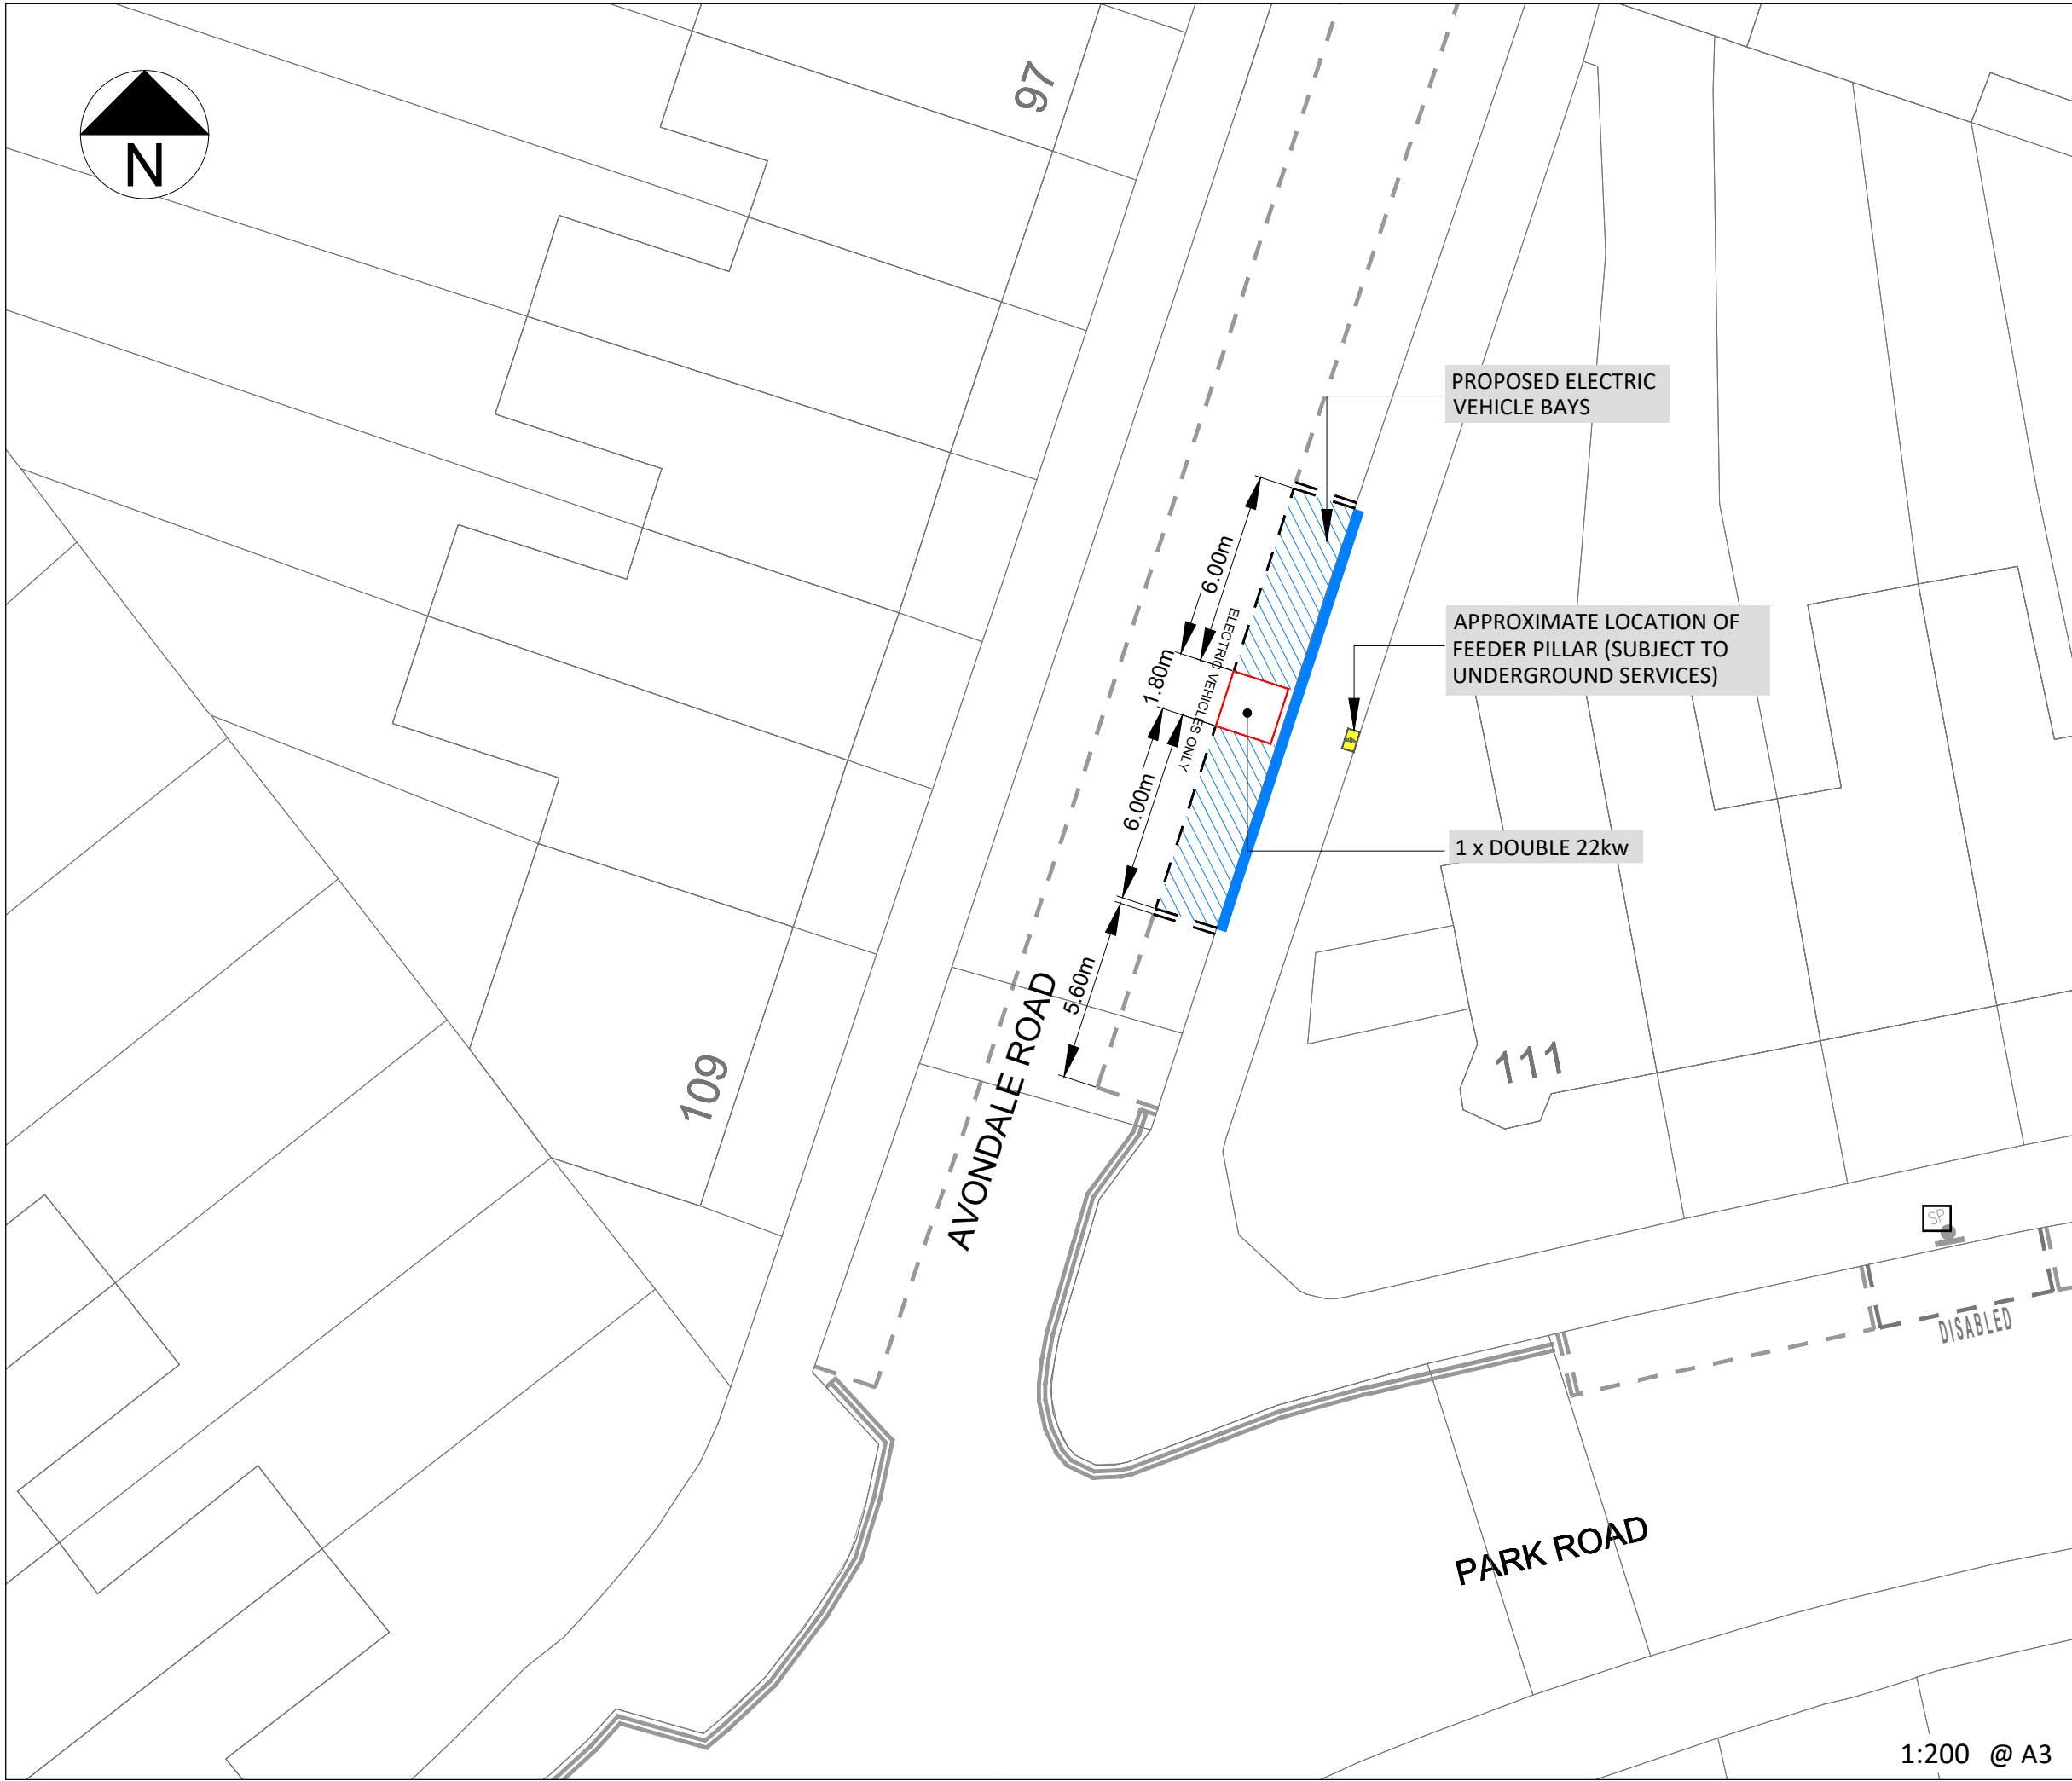 97
N
PROPOSED ELECTRIC
VEHICLE BAYS
6.00m
ELECTRIC VEHICLES ONLY
APPROXIMATE LOCATION OF
FEEDER PILLAR (SUBJECT TO
UNDERGROUND SERVICES)
1.80m
6.00m
1 x DOUBLE 22kw
5.60m
AVONDALE ROAD
109
111
SP
DISABLED
PARK ROAD
1:200 @ A3